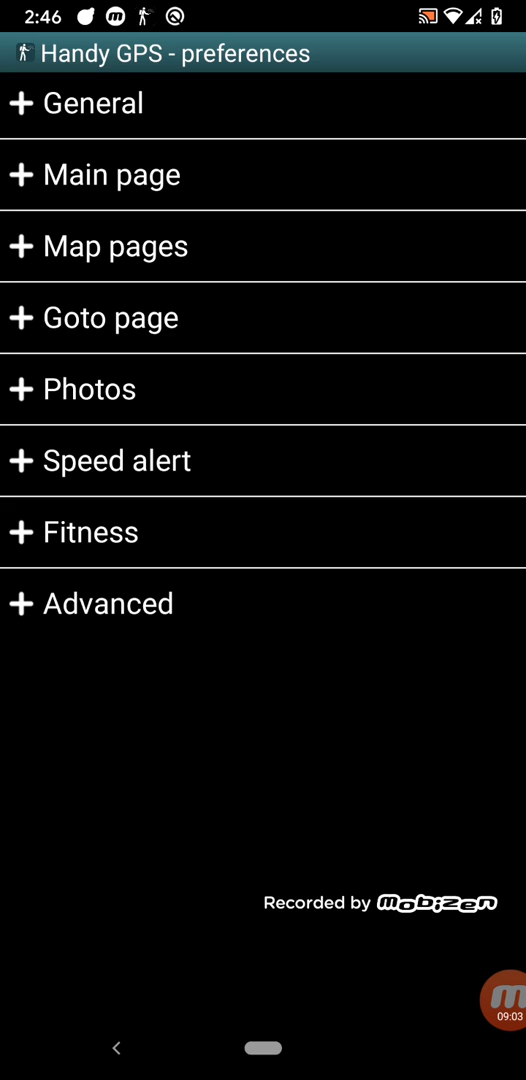 2:46
Handy GPS - preferences
General
Main page
Map pages
Goto page
Photos
Speed alert
Fitness
Advanced
Recorded by mobizen
09:03